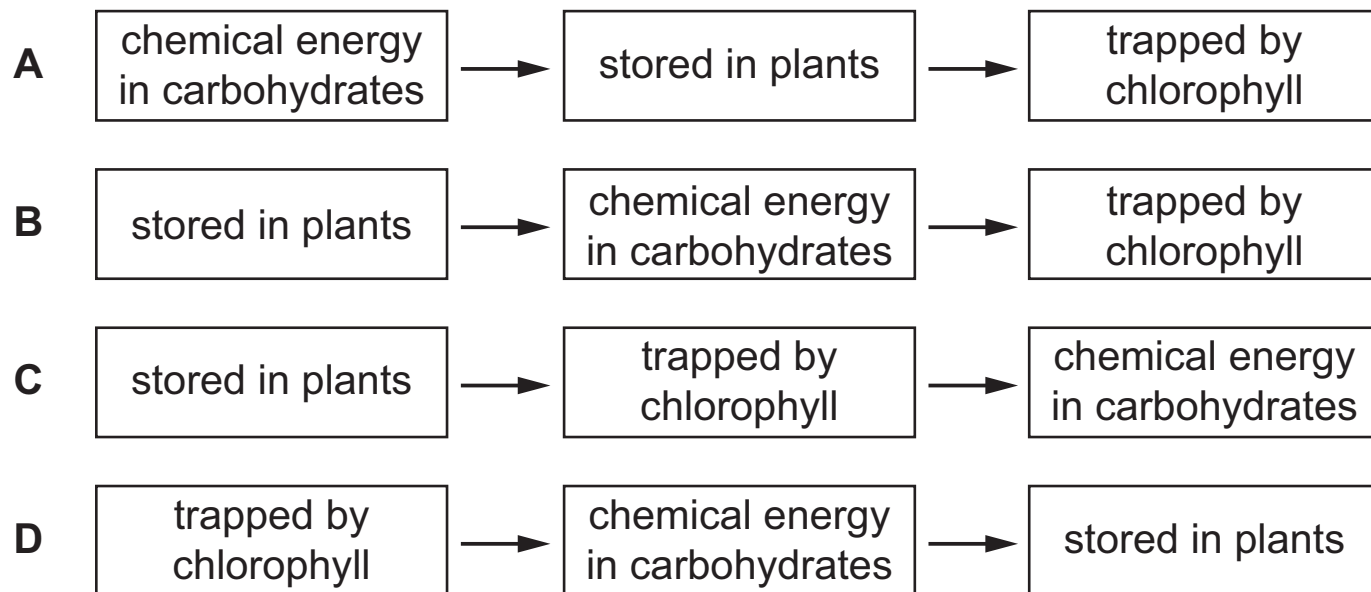 A
chemical energy
in carbohydrates
stored in plants
trapped by
chlorophyll
B
stored in plants
chemical energy
in carbohydrates
trapped by
chlorophyll
C
stored in plants
trapped by
chlorophyll
chemical energy
in carbohydrates
D
trapped by
chlorophyll
chemical energy
in carbohydrates
stored in plants